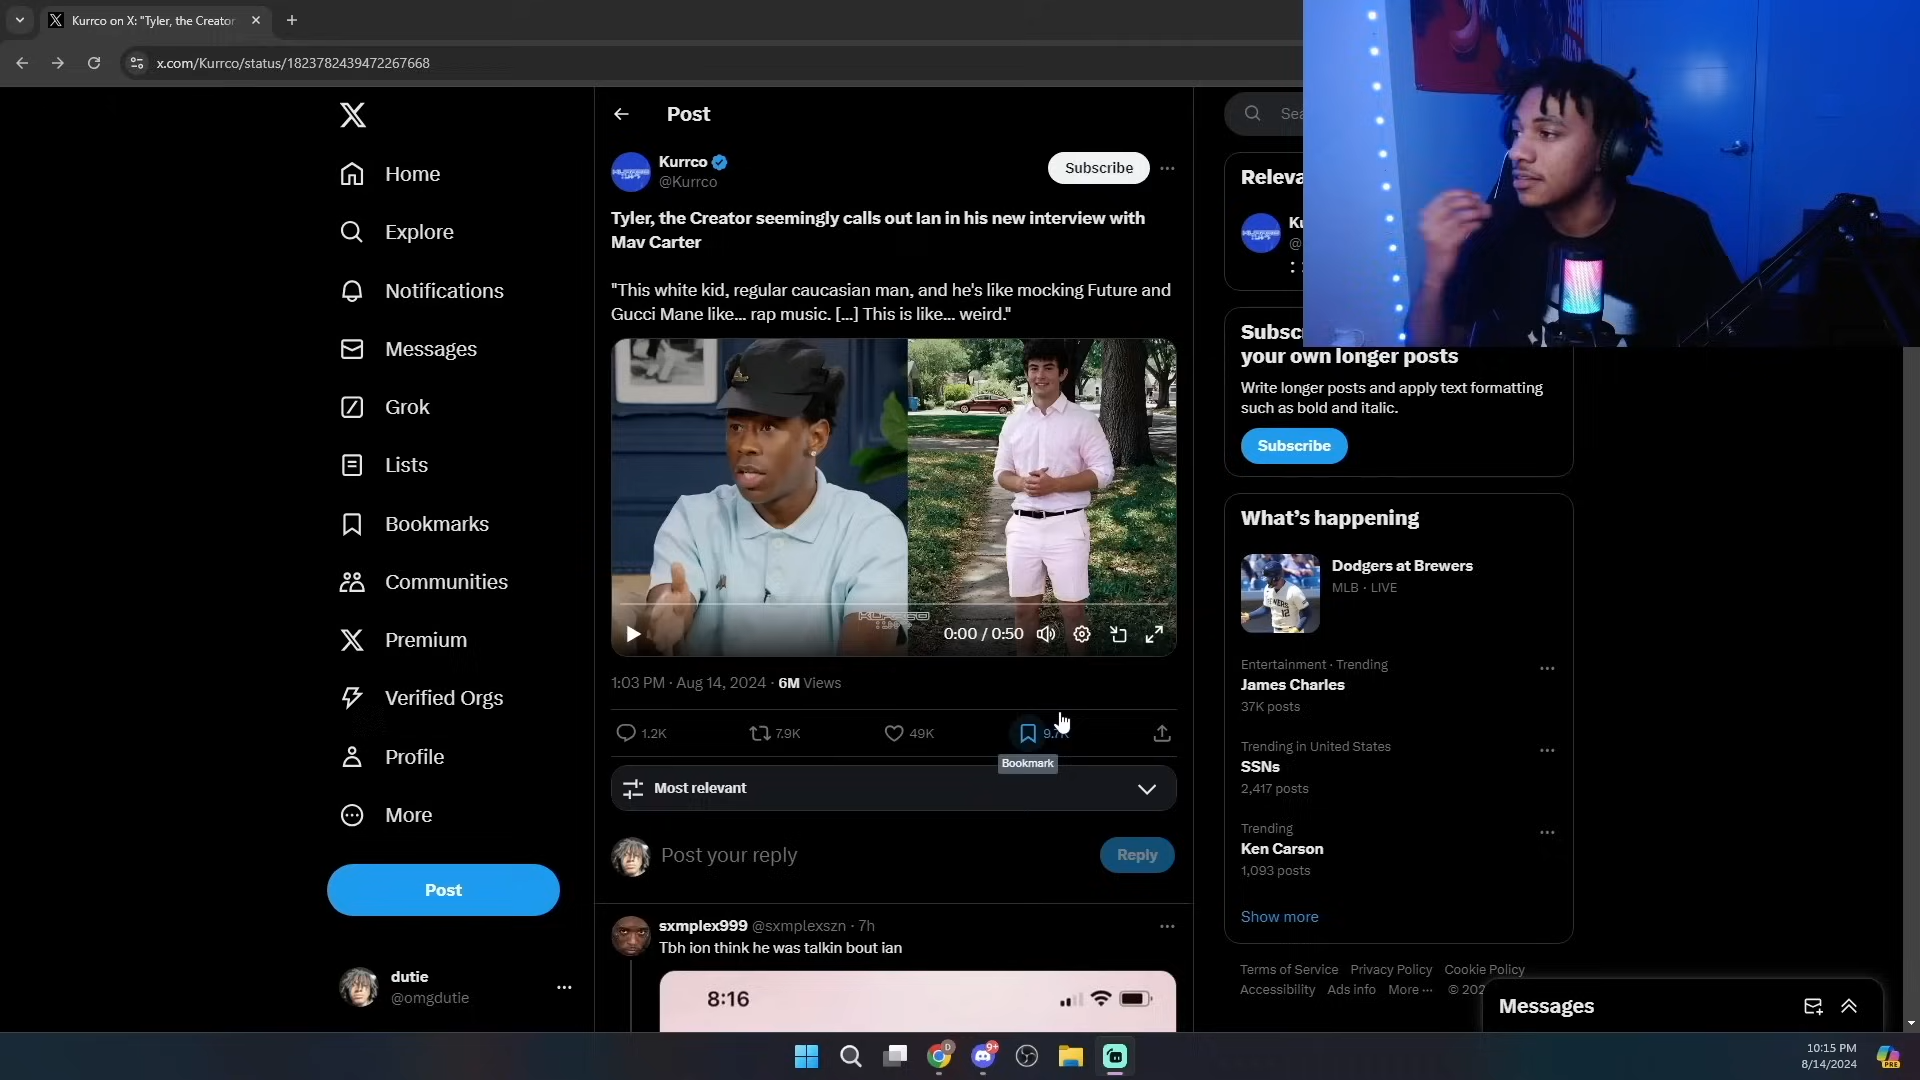 Kurrco on X: "Tyler, the Creator
x.com/Kurrco/status/1823782439472267668
Home
Explore
Notifications
Messages
Grok
Lists
Bookmarks
Communities
Premium
Verified Orgs
Profile
More
Post
dutie
@omgdutie
Post
Kurrco
@Kurrco
Subscribe
Tyler, the Creator seemingly calls out Ian in his new interview with
Mav Carter
"This white kid, regular caucasian man, and he's like mocking Future and
Gucci Mane like... rap music. [...] This is like... weird."
KURRCO
0:00 / 0:50
1:03 PM · Aug 14, 2024 · 6M Views
1.2K
7.9K
49K
9.7K
Bookmark
Most relevant
Post your reply
Reply
sxmplex999 @sxmplexszn · 7h
Tbh ion think he was talkin bout ian
8:16
Sea
Releva
Ku
@
Subsc
your own longer posts
Write longer posts and apply text formatting
such as bold and italic.
Subscribe
What's happening
Dodgers at Brewers
MLB · LIVE
Entertainment · Trending
James Charles
37K posts
Trending in United States
SSNs
2,417 posts
Trending
Ken Carson
1,093 posts
Show more
Terms of Service Privacy Policy Cookie Policy
Accessibility Ads info More ··· © 202
Messages
9+
10:15 PM
8/14/2024
PRE